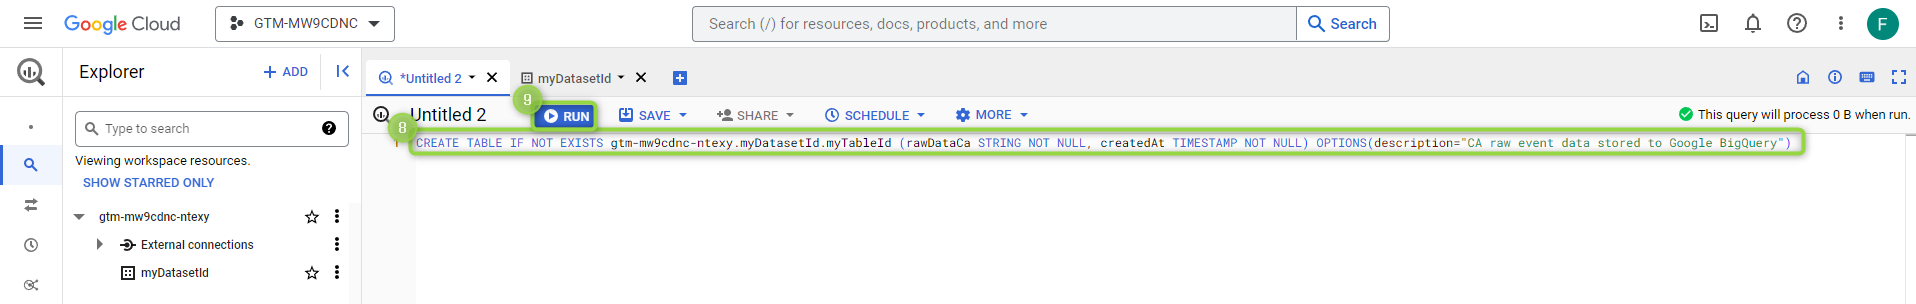 Google Cloud
GTM-MW9CDNC
Search (/) for resources, docs, products, and more
Search
F
Explorer
+ ADD
*Untitled 2
myDatasetId
9
Untitled 2
RUN
SAVE
SHARE
SCHEDULE
MORE
This query will process 0 B when run.
Type to search
8
1 CREATE TABLE IF NOT EXISTS gtm-mw9cdnc-ntexy.myDatasetId.myTableId (rawDataCa STRING NOT NULL, createdAt TIMESTAMP NOT NULL) OPTIONS(description="CA raw event data stored to Google BigQuery")
Viewing workspace resources.
SHOW STARRED ONLY
gtm-mw9cdnc-ntexy
External connections
myDatasetId